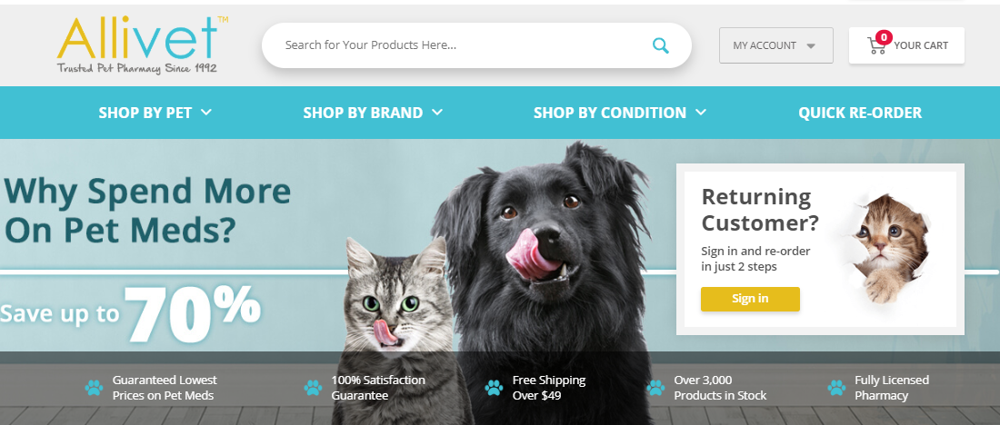 Allivet™
Trusted Pet Pharmacy Since 1992
Search for Your Products Here...
MY ACCOUNT
0
YOUR CART
SHOP BY PET
SHOP BY BRAND
SHOP BY CONDITION
QUICK RE-ORDER
Why Spend More
On Pet Meds?
Save up to 70%
Returning
Customer?
Sign in and re-order
in just 2 steps
Sign in
Guaranteed Lowest
Prices on Pet Meds
100% Satisfaction
Guarantee
Free Shipping
Over $49
Over 3,000
Products in Stock
Fully Licensed
Pharmacy